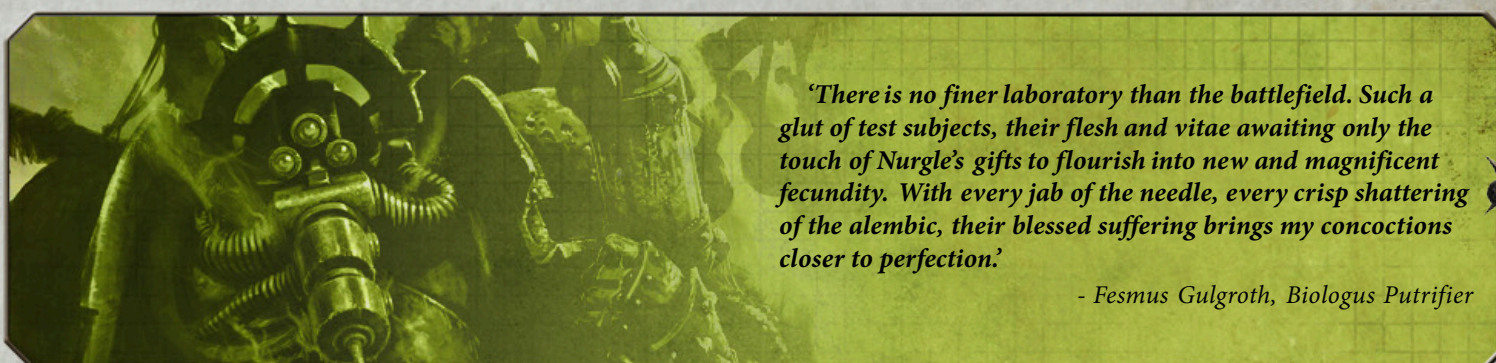 ‘There is no finer laboratory than the battlefield. Such a
glut of test subjects, their flesh and vitae awaiting only the
touch of Nurgle’s gifts to flourish into new and magnificent
fecundity. With every jab of the needle, every crisp shattering
of the alembic, their blessed suffering brings my concoctions
closer to perfection.’
- Fesmus Gulgroth, Biologus Putrifier